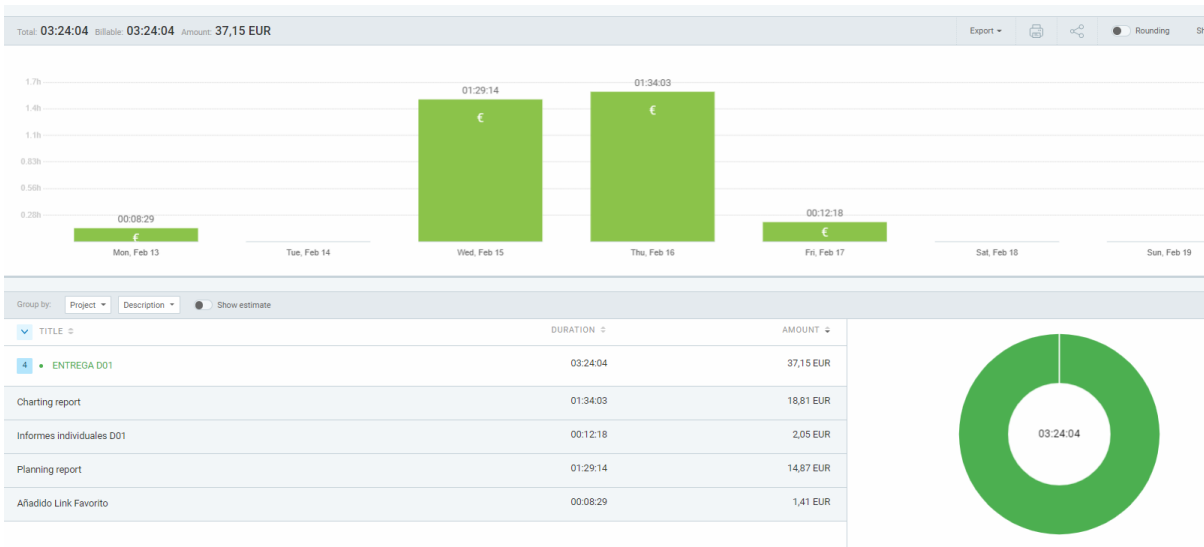 Total: 03:24:04 Billable: 03:24:04 Amount: 37,15 EUR Export Rounding
1.7h
1.4h
1.1h
0.83h
0.56h
0.28h
00:08:29 01:29:14 01:34:03 00:12:18
€ € € €
Mon, Feb 13 Tue, Feb 14 Wed, Feb 15 Thu, Feb 16 Fri, Feb 17 Sat, Feb 18 Sun, Feb 19
Group by: Project Description Show estimate
TITLE DURATION AMOUNT
4 • ENTREGA D01 03:24:04 37,15 EUR
Charting report 01:34:03 18,81 EUR
Informes individuales D01 00:12:18 2,05 EUR
Planning report 01:29:14 14,87 EUR
Añadido Link Favorito 00:08:29 1,41 EUR
03:24:04